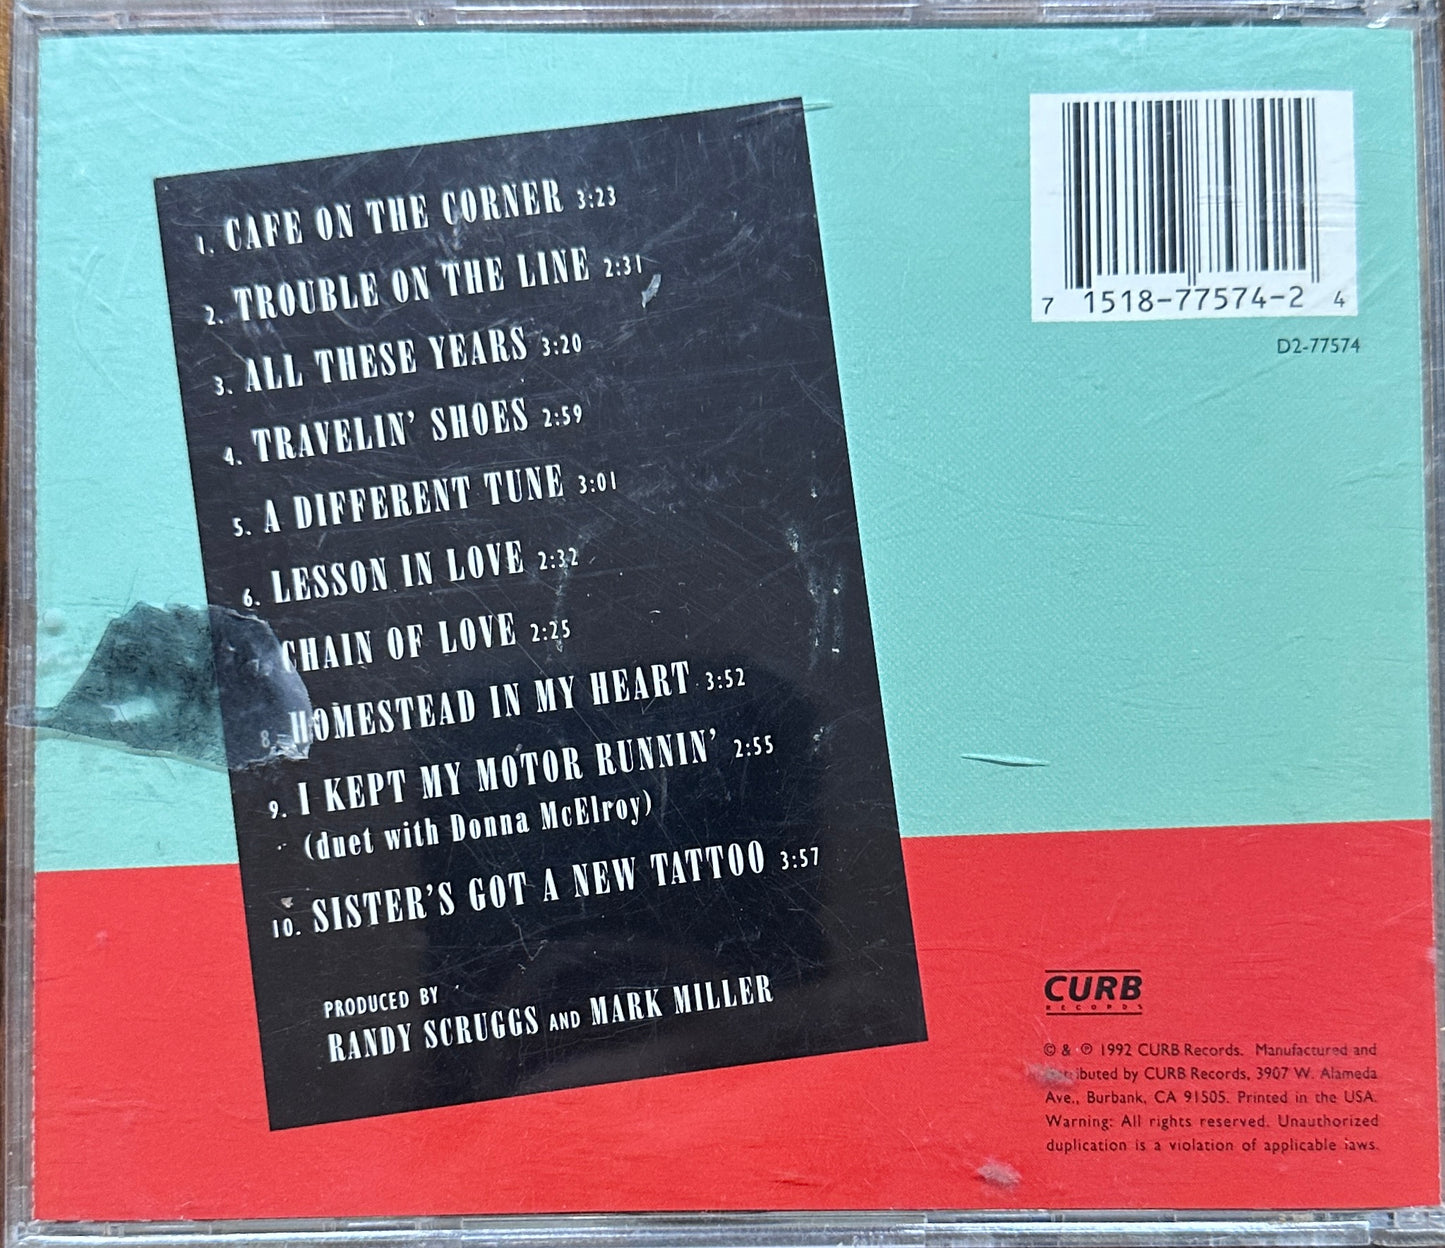 1. CAFE ON THE CORNER 3:23
2. TROUBLE ON THE LINE 2:31
3. ALL THESE YEARS 3:20
4. TRAVELIN' SHOES 2:59
5. A DIFFERENT TUNE 3:01
6. LESSON IN LOVE 2:32
CHAIN OF LOVE 2:25
8. HOMESTEAD IN MY HEART 3:52
9. I KEPT MY MOTOR RUNNIN' 2:55
(duet with Donna McElroy)
10. SISTER'S GOT A NEW TATTOO 3:57
PRODUCED BY
RANDY SCRUGGS AND MARK MILLER
7 1518-77574-2 4
D2-77574
CURB
RECORDS
© & ℗ 1992 CURB Records. Manufactured and
by CURB Records, 3907 W. Alameda
Ave., Burbank, CA 91505. Printed in the USA.
Warning: All rights reserved. Unauthorized
duplication is a violation of applicable laws.